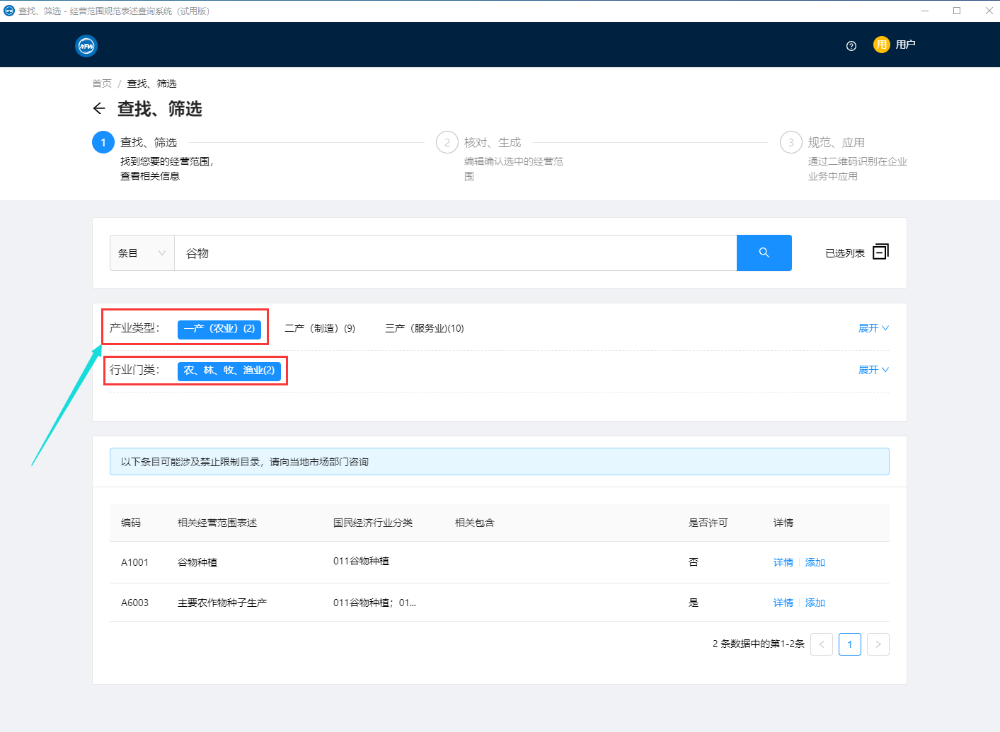 查找、筛选 - 经营范围规范表述查询系统（试用版）
JYFW
用 用户
首页 / 查找、筛选
查找、筛选
1 查找、筛选
找到您要的经营范围，
查看相关信息
2 核对、生成
编辑确认选中的经营范
围
3 规范、应用
通过二维码识别在企业
业务中应用
条目 谷物 已选列表
产业类型： 一产（农业）(2) 二产（制造）(9) 三产（服务业)(10) 展开
行业门类： 农、林、牧、渔业(2) 展开
以下条目可能涉及禁止限制目录，请向当地市场部门咨询
编码 相关经营范围表述 国民经济行业分类 相关包含 是否许可 详情
A1001 谷物种植 011谷物种植 否 详情 添加
A6003 主要农作物种子生产 011谷物种植；01... 是 详情 添加
2 条数据中的第1-2条 < 1 >